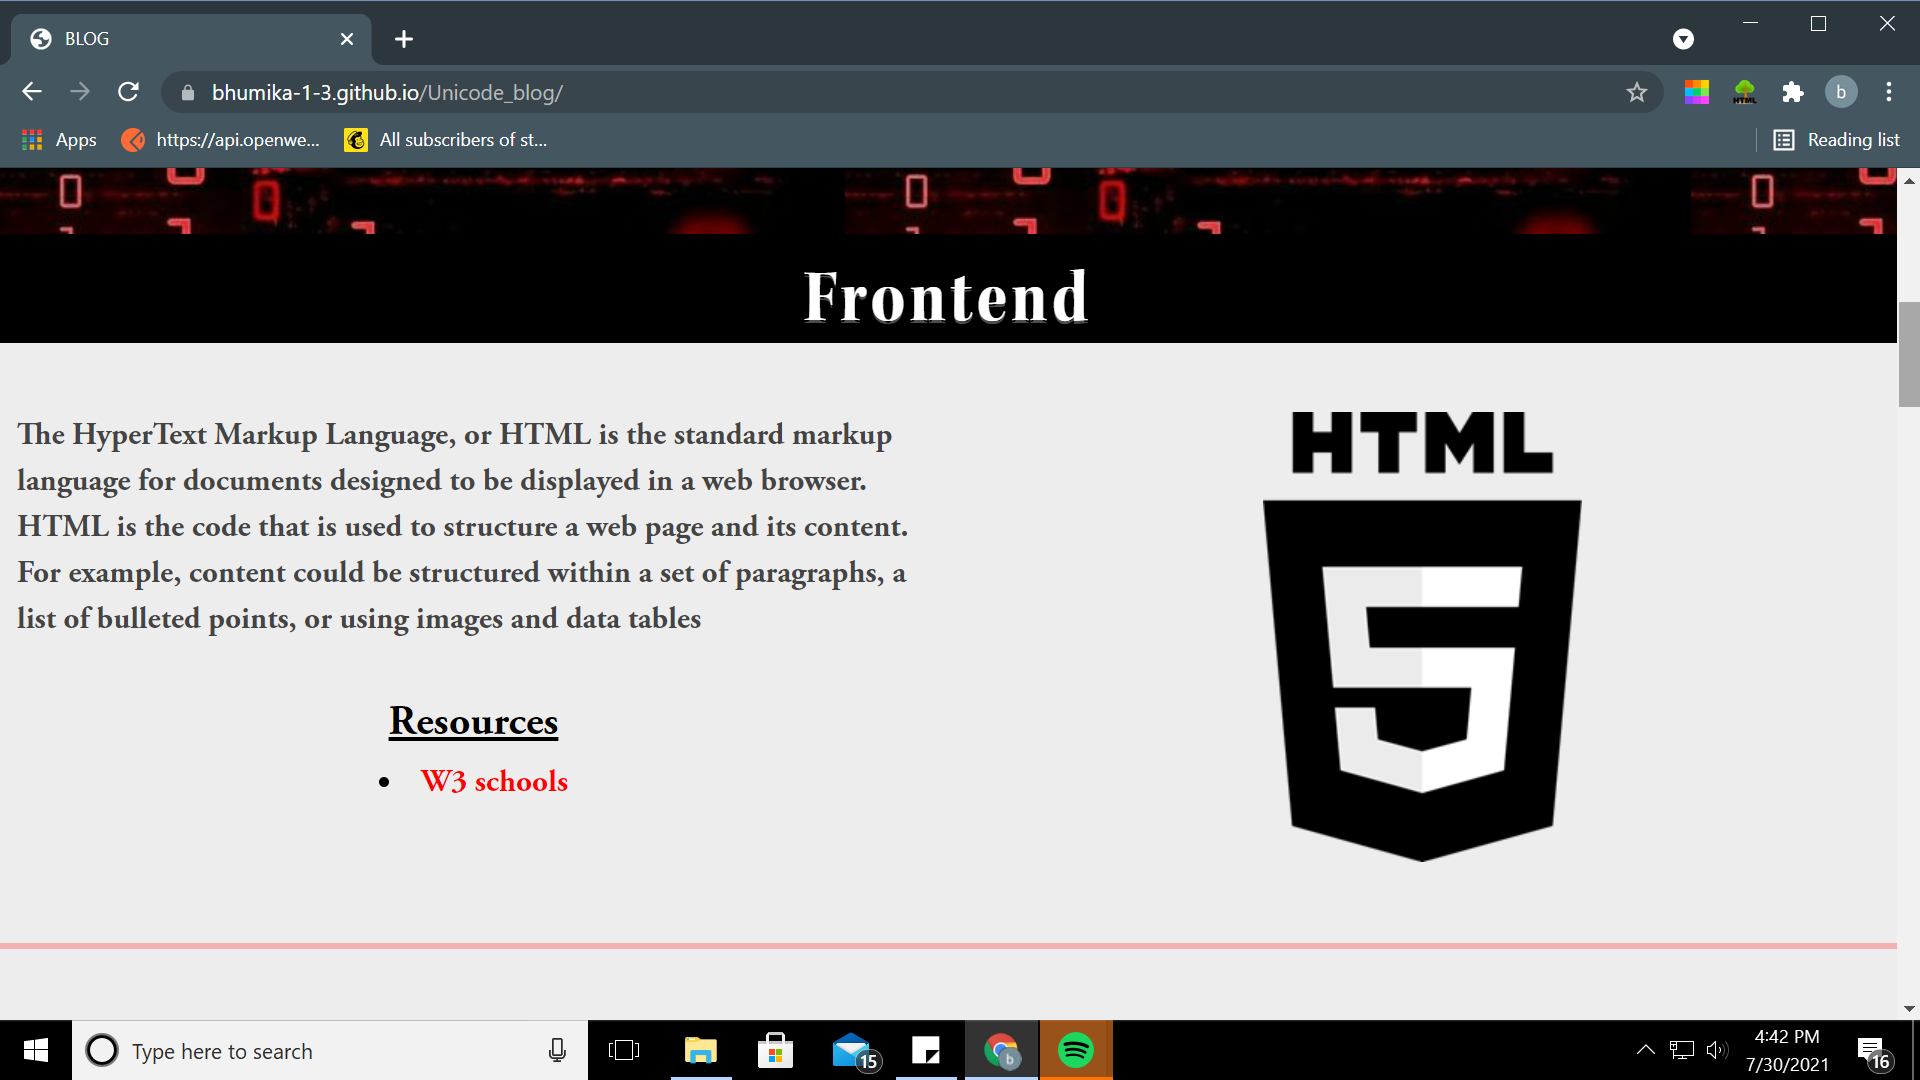 BLOG
bhumika-1-3.github.io/Unicode_blog/
HTML
b
Apps
https://api.openwe...
All subscribers of st...
Reading list
Frontend
The HyperText Markup Language, or HTML is the standard markup
language for documents designed to be displayed in a web browser.
HTML is the code that is used to structure a web page and its content.
For example, content could be structured within a set of paragraphs, a
list of bulleted points, or using images and data tables
HTML
5
Resources
• W3 schools
Type here to search
15
b
4:42 PM
7/30/2021
16